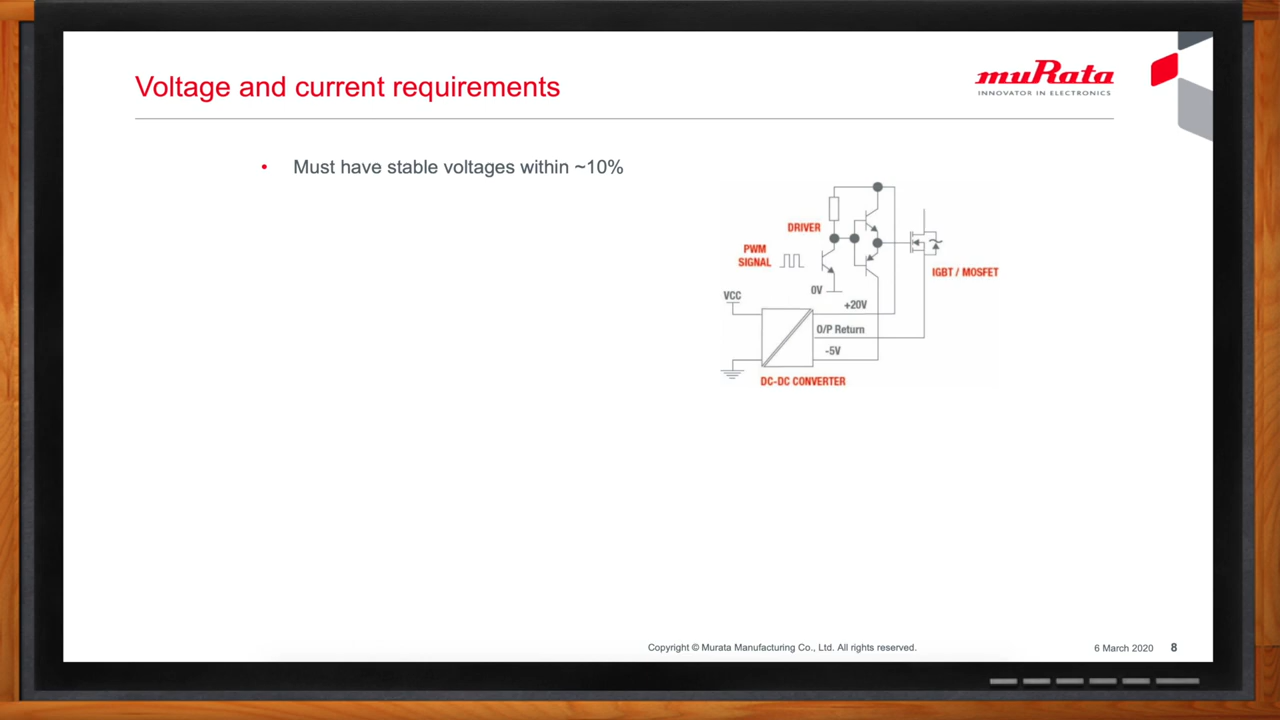 Voltage and current requirements
muRata
INNOVATOR IN ELECTRONICS
• Must have stable voltages within ~10%
DRIVER
PWM
SIGNAL
IGBT / MOSFET
0V
VCC
+20V
O/P Return
-5V
DC-DC CONVERTER
Copyright © Murata Manufacturing Co., Ltd. All rights reserved.
6 March 2020
8